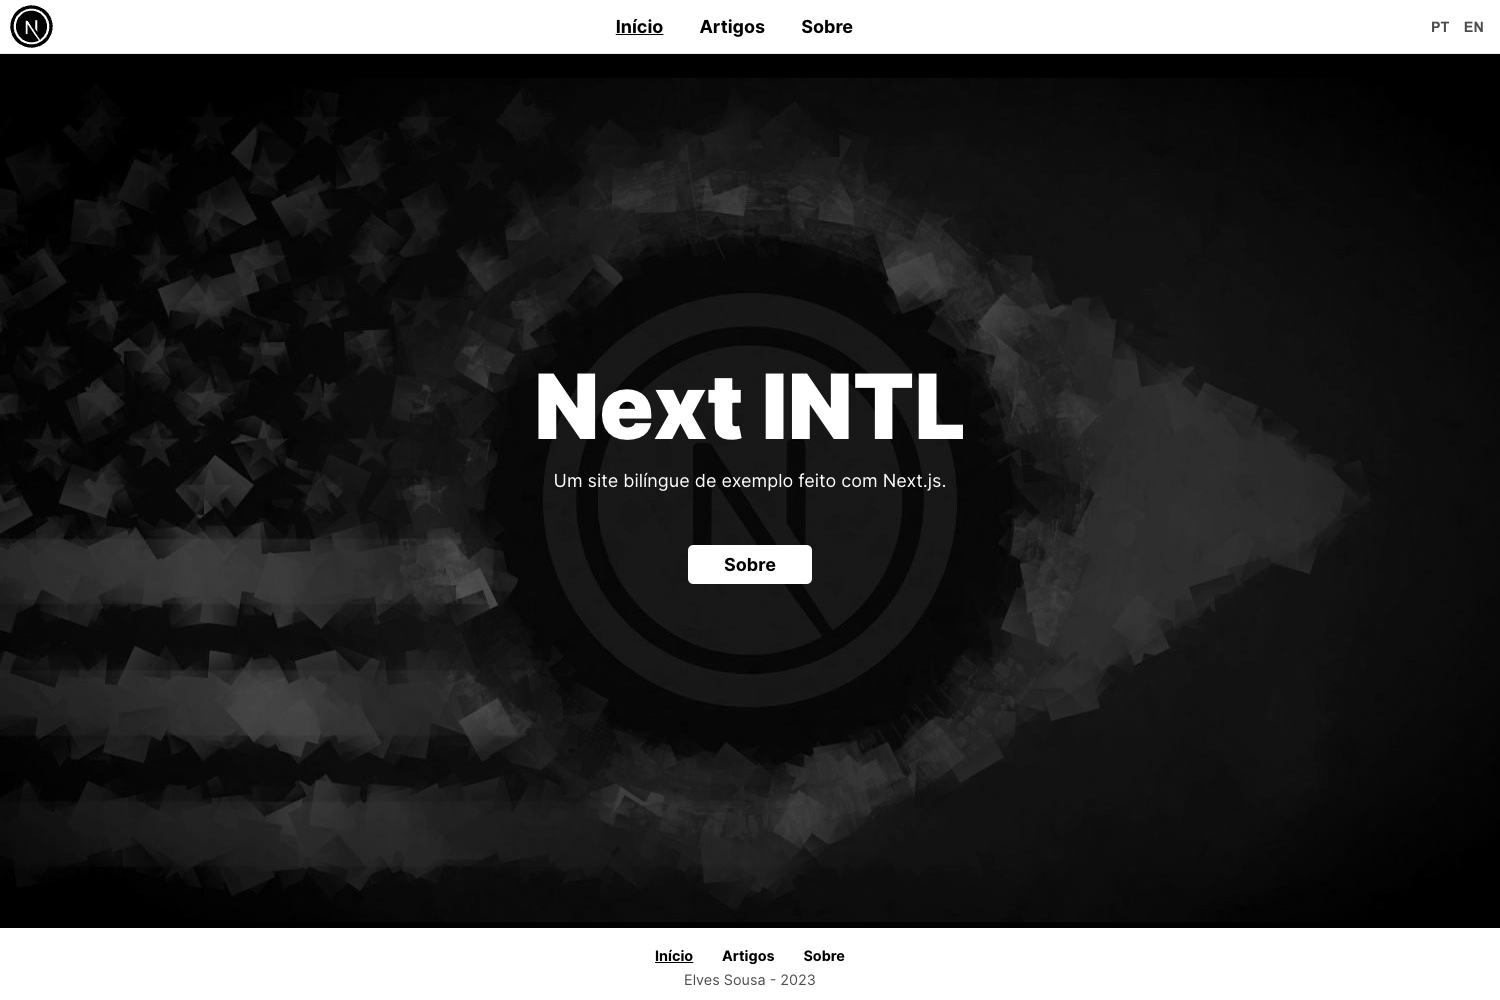 Início Artigos Sobre PT EN
Next INTL
Um site bilíngue de exemplo feito com Next.js.
Sobre
Início Artigos Sobre
Elves Sousa - 2023